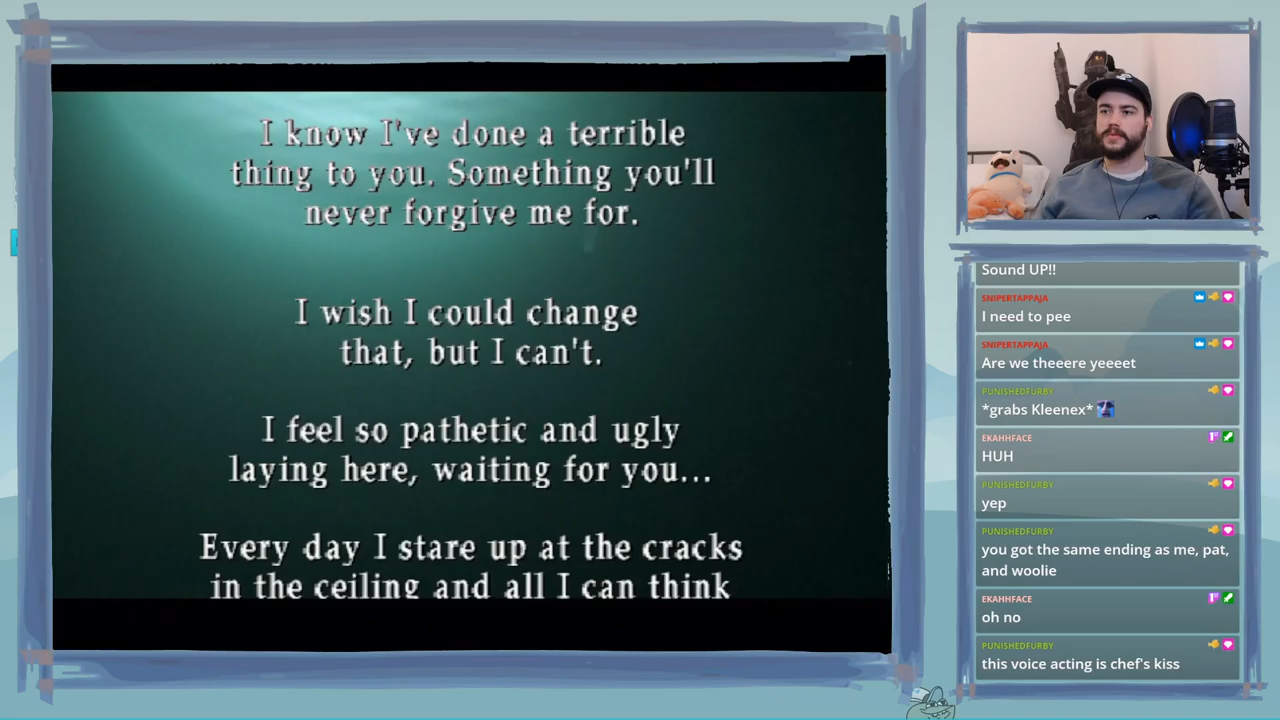 I know I've done a terrible
thing to you. Something you'll
never forgive me for.
I wish I could change
that, but I can't.
I feel so pathetic and ugly
laying here, waiting for you...
Every day I stare up at the cracks
in the ceiling and all I can think
Sound UP!!
SNIPERTAPPAJA
I need to pee
SNIPERTAPPAJA
Are we theeere yeeeet
PUNISHEDFURBY
*grabs Kleenex*
EKAHHFACE
HUH
PUNISHEDFURBY
yep
PUNISHEDFURBY
you got the same ending as me, pat,
and woolie
EKAHHFACE
oh no
PUNISHEDFURBY
this voice acting is chef's kiss